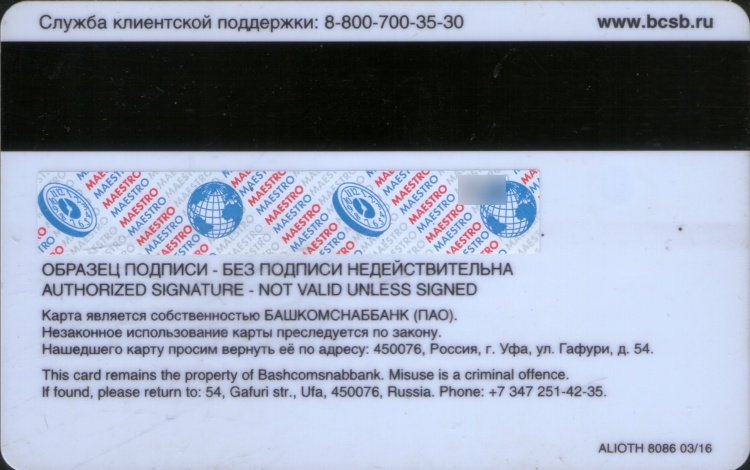 Служба клиентской поддержки: 8-800-700-35-30
www.bcsb.ru
MAESTRO MAESTRO MAESTRO MAESTRO
ОБРАЗЕЦ ПОДПИСИ - БЕЗ ПОДПИСИ НЕДЕЙСТВИТЕЛЬНА
AUTHORIZED SIGNATURE - NOT VALID UNLESS SIGNED
Карта является собственностью БАШКОМСНАББАНК (ПАО).
Незаконное использование карты преследуется по закону.
Нашедшего карту просим вернуть её по адресу: 450076, Россия, г. Уфа, ул. Гафури, д. 54.
This card remains the property of Bashcomsnabbank. Misuse is a criminal offence.
If found, please return to: 54, Gafuri str., Ufa, 450076, Russia. Phone: +7 347 251-42-35.
ALIOTH 8086 03/16